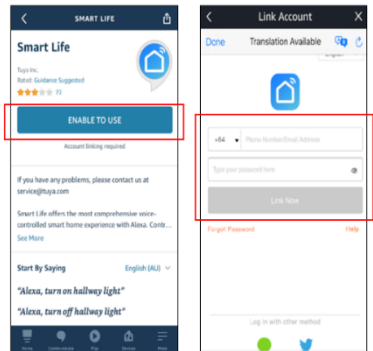 SMART LIFE
Smart Life
Tuya Inc.
Rated: Guidance Suggested
ENABLE TO USE
Account linking required
If you have any problems, please contact us at
service@tuya.com
Smart Life offers the most comprehensive voice-
controlled smart home experience with Alexa. Contr...
See More
Start By Saying
English (AU)
"Alexa, turn on hallway light"
"Alexa, turn off hallway light"
Home
Communicate
Play
Devices
More
Link Account
X
Done
Translation Available
English
+64
Phone Number/Email Address
Type your password here
Link Now
Forgot Password
Help
Log in with other method